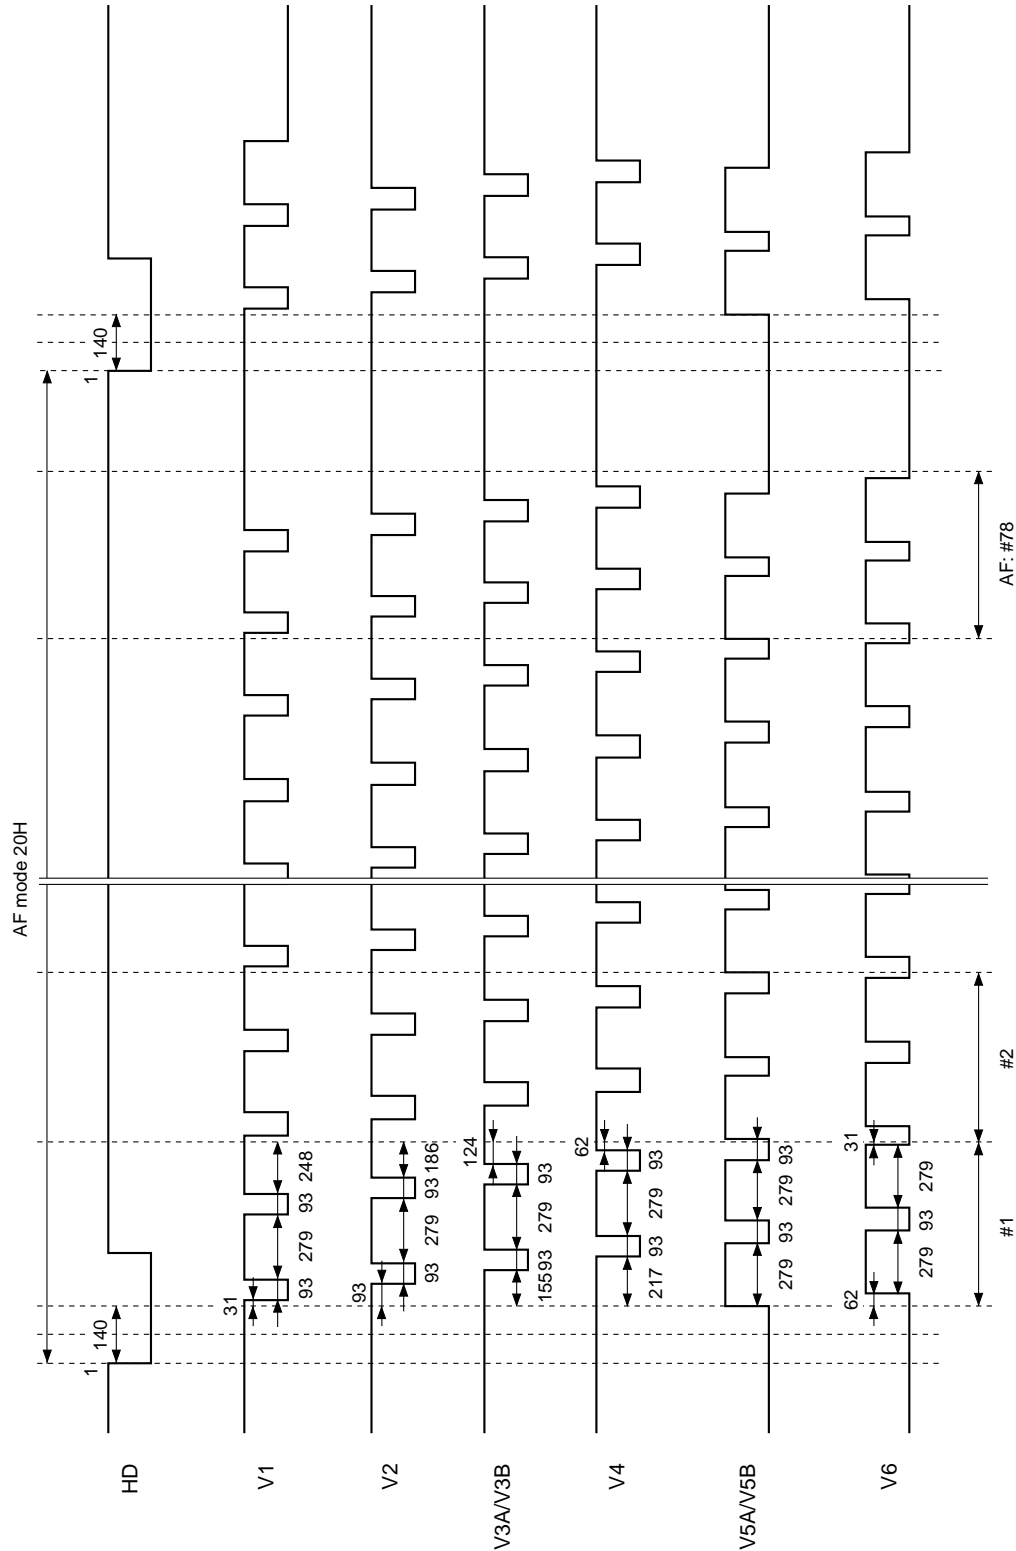 AF mode 20H
1 140 1 140
HD
31
V1 93 279 93 248
93
V2 93 279 93 186
124
V3A/V3B 155 93 279 93
62
V4 217 93 279 93
V5A/V5B 279 93 279 93
62 31
V6 279 93 279
#1 #2 AF: #78